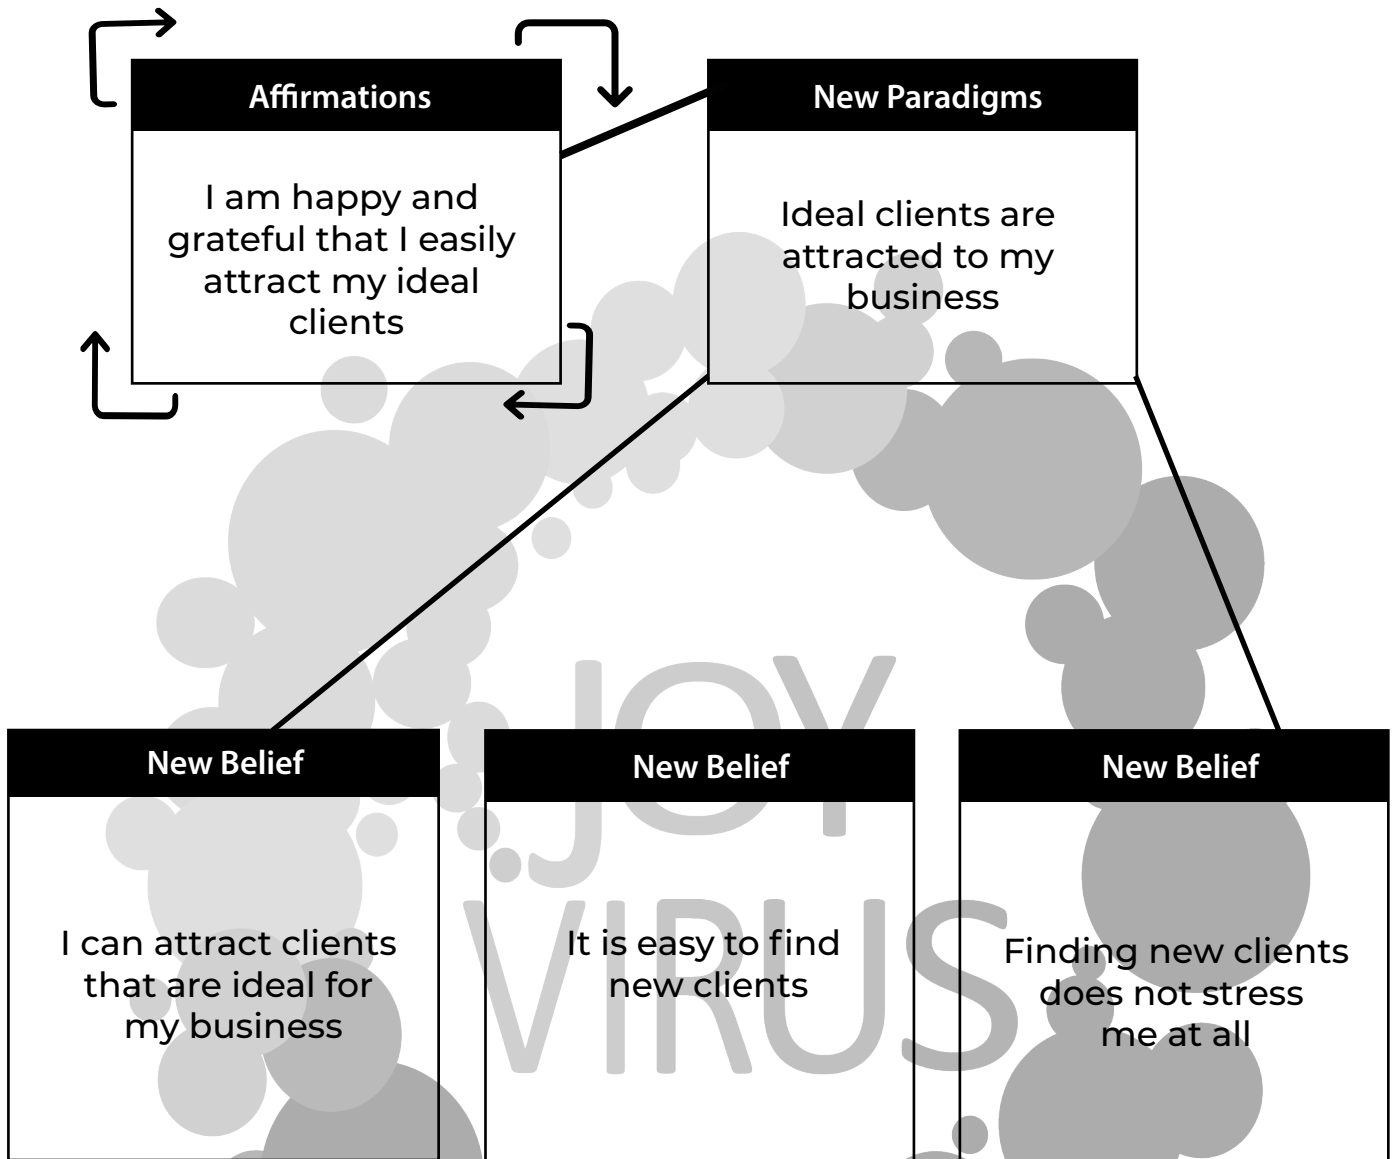 Affirmations
I am happy and
grateful that I easily
attract my ideal
clients
New Paradigms
Ideal clients are
attracted to my
business
JOY
VIRUS
New Belief
I can attract clients
that are ideal for
my business
New Belief
It is easy to find
new clients
New Belief
Finding new clients
does not stress
me at all